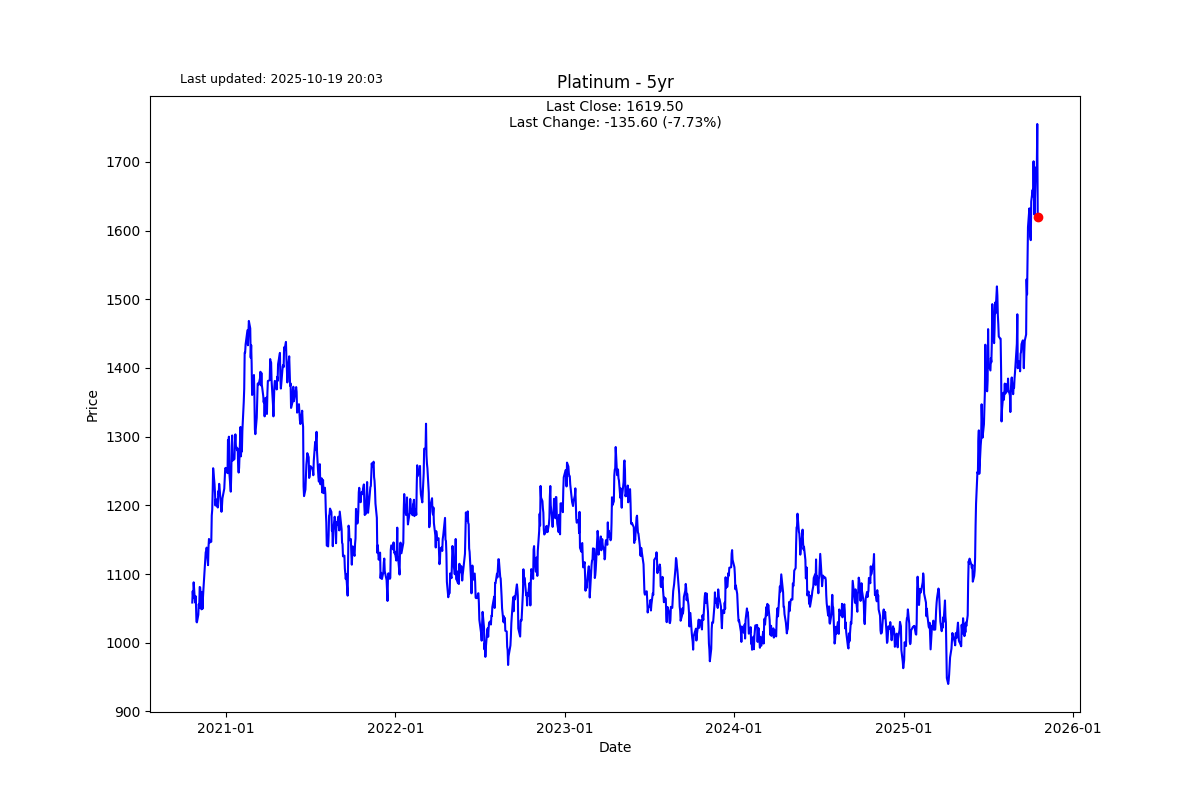 Last updated: 2025-10-19 20:03
Platinum - 5yr
Last Close: 1619.50
Last Change: -135.60 (-7.73%)
1700
1600
1500
1400
1300
1200
1100
1000
900
Price
2021-01
2022-01
2023-01
2024-01
2025-01
2026-01
Date